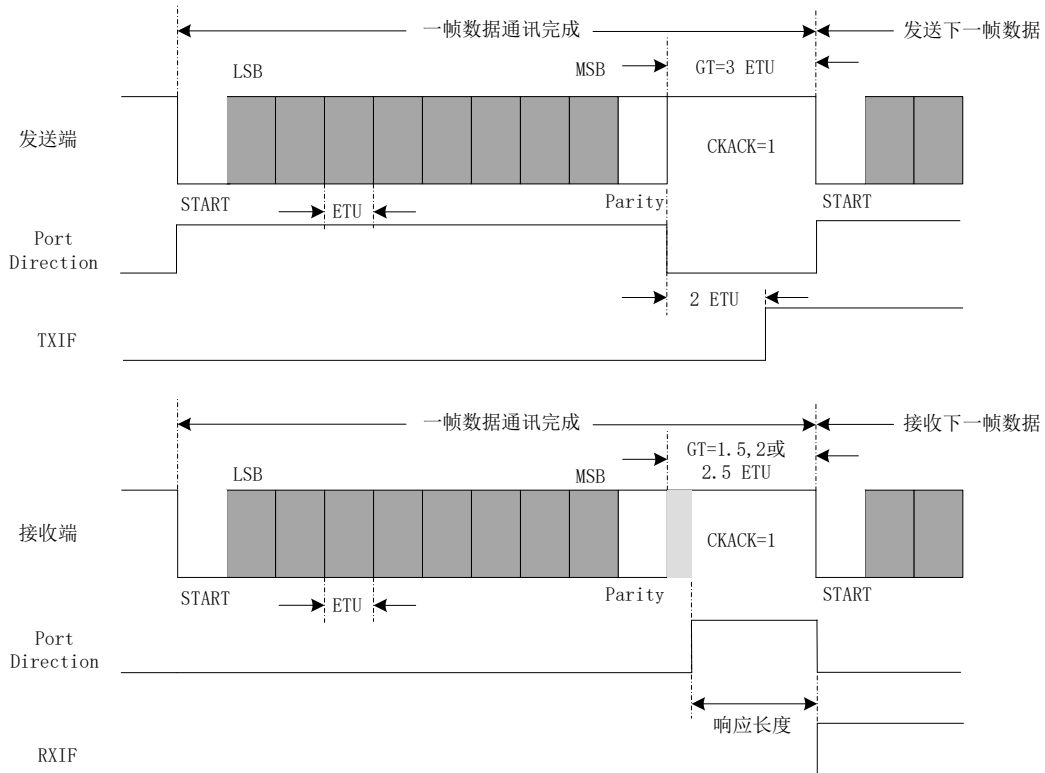 一帧数据通讯完成
发送下一帧数据
LSB
MSB
GT=3 ETU
发送端
CKACK=1
START
ETU
Parity
START
Port
Direction
2 ETU
TXIF
一帧数据通讯完成
接收下一帧数据
LSB
MSB
GT=1.5,2或
2.5 ETU
接收端
CKACK=1
START
ETU
Parity
START
Port
Direction
响应长度
RXIF